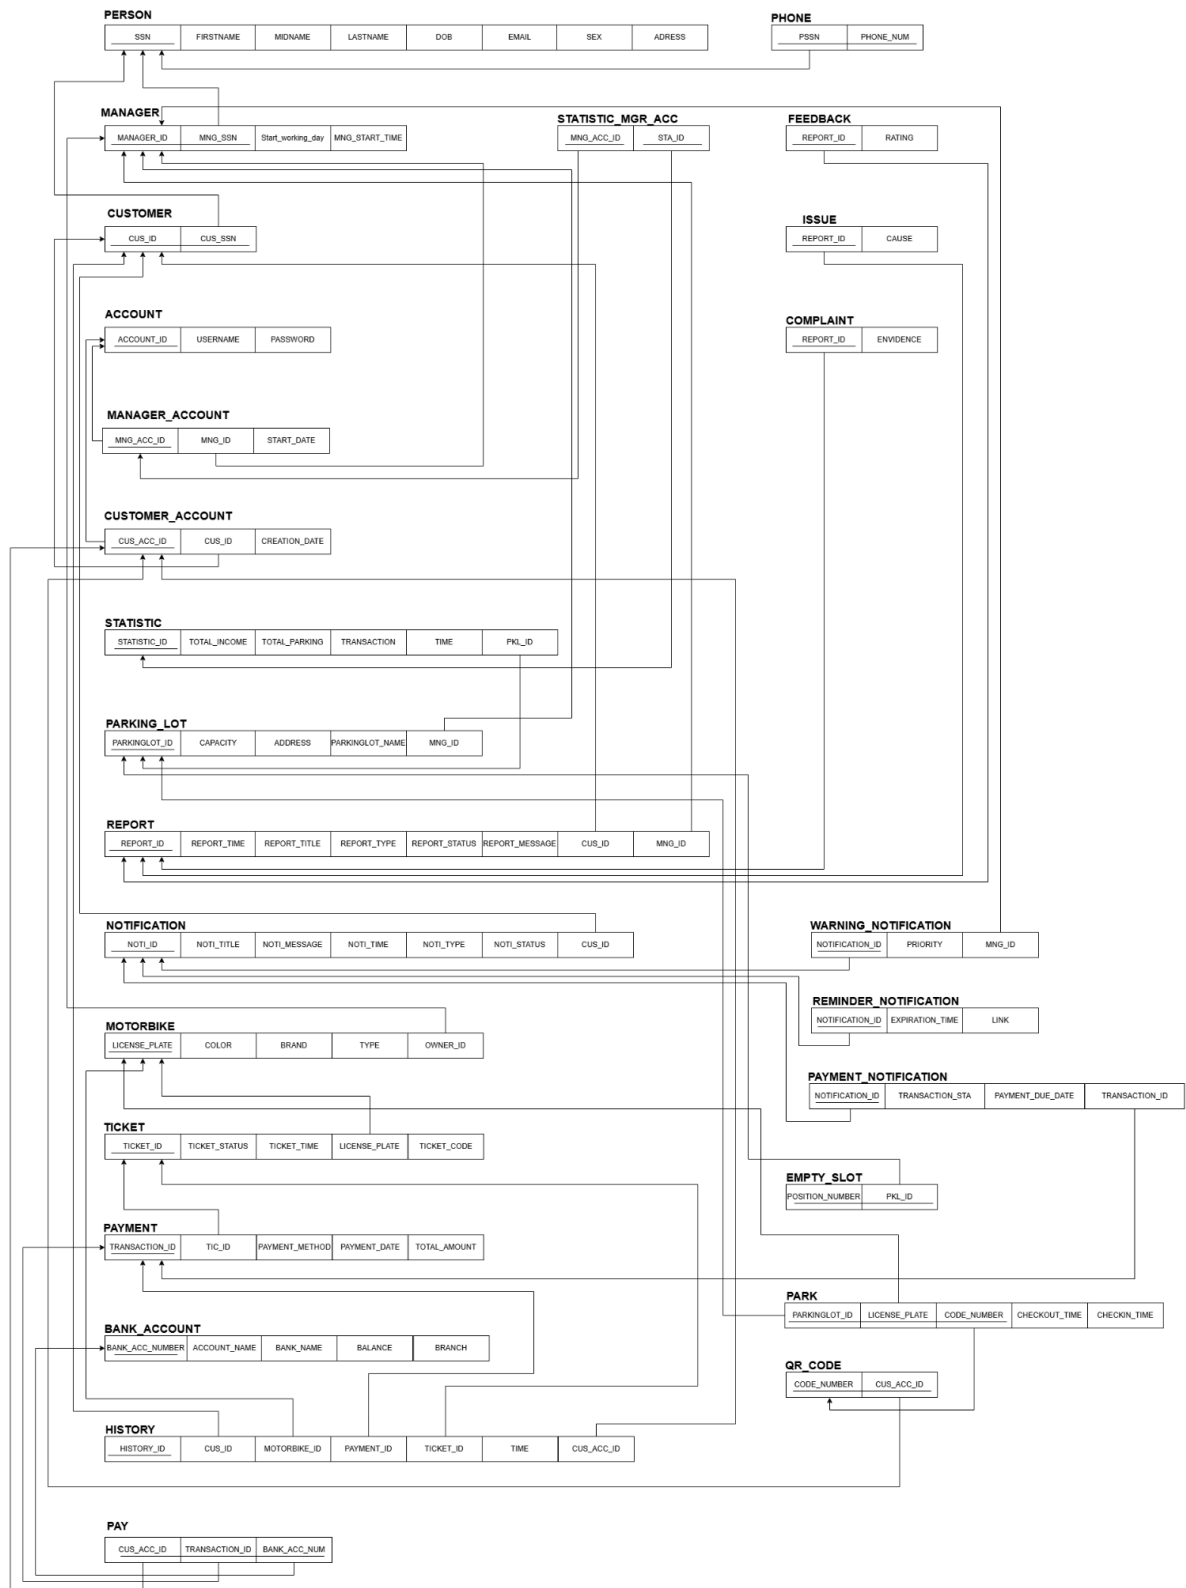 PERSON
SSN FIRSTNAME MIDNAME LASTNAME DOB EMAIL SEX ADRESS
PHONE
PSSN PHONE_NUM
MANAGER
MANAGER_ID MNG_SSN Start_working_day MNG_START_TIME
STATISTIC_MGR_ACC
MNG_ACC_ID STA_ID
FEEDBACK
REPORT_ID RATING
CUSTOMER
CUS_ID CUS_SSN
ISSUE
REPORT_ID CAUSE
ACCOUNT
ACCOUNT_ID USERNAME PASSWORD
COMPLAINT
REPORT_ID ENVIDENCE
MANAGER_ACCOUNT
MNG_ACC_ID MNG_ID START_DATE
CUSTOMER_ACCOUNT
CUS_ACC_ID CUS_ID CREATION_DATE
STATISTIC
STATISTIC_ID TOTAL_INCOME TOTAL_PARKING TRANSACTION TIME PKL_ID
PARKING_LOT
PARKINGLOT_ID CAPACITY ADDRESS PARKINGLOT_NAME MNG_ID
REPORT
REPORT_ID REPORT_TIME REPORT_TITLE REPORT_TYPE REPORT_STATUS REPORT_MESSAGE CUS_ID MNG_ID
NOTIFICATION
NOTI_ID NOTI_TITLE NOTI_MESSAGE NOTI_TIME NOTI_TYPE NOTI_STATUS CUS_ID
WARNING_NOTIFICATION
NOTIFICATION_ID PRIORITY MNG_ID
REMINDER_NOTIFICATION
NOTIFICATION_ID EXPIRATION_TIME LINK
MOTORBIKE
LICENSE_PLATE COLOR BRAND TYPE OWNER_ID
PAYMENT_NOTIFICATION
NOTIFICATION_ID TRANSACTION_STA PAYMENT_DUE_DATE TRANSACTION_ID
TICKET
TICKET_ID TICKET_STATUS TICKET_TIME LICENSE_PLATE TICKET_CODE
EMPTY_SLOT
POSITION_NUMBER PKL_ID
PAYMENT
TRANSACTION_ID TIC_ID PAYMENT_METHOD PAYMENT_DATE TOTAL_AMOUNT
PARK
PARKINGLOT_ID LICENSE_PLATE CODE_NUMBER CHECKOUT_TIME CHECKIN_TIME
BANK_ACCOUNT
BANK_ACC_NUMBER ACCOUNT_NAME BANK_NAME BALANCE BRANCH
QR_CODE
CODE_NUMBER CUS_ACC_ID
HISTORY
HISTORY_ID CUS_ID MOTORBIKE_ID PAYMENT_ID TICKET_ID TIME CUS_ACC_ID
PAY
CUS_ACC_ID TRANSACTION_ID BANK_ACC_NUM